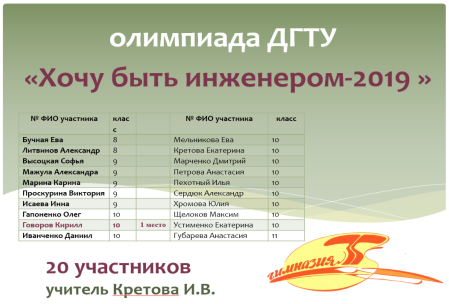 олимпиада ДГТУ
«Хочу быть инженером-2019 »
№ ФИО участника клас с № ФИО участника класс
Бучная Ева 8 Мельникова Ева 10
Литвинов Александр 8 Кретова Екатерина 10
Высоцкая Софья 9 Марченко Дмитрий 10
Мажула Александра 9 Петрова Анастасия 10
Марина Карина 9 Пехотный Илья 10
Проскурина Виктория 9 Сердюк Александр 10
Исаева Инна 9 Хромова Юлия 10
Гапоненко Олег 10 Щелоков Максим 10
Говоров Кирилл 10 1 место Устименко Екатерина 10
Иванченко Даниил 10 Губарева Анастасия 11
20 участников
учитель Кретова И.В.
гимназия 35